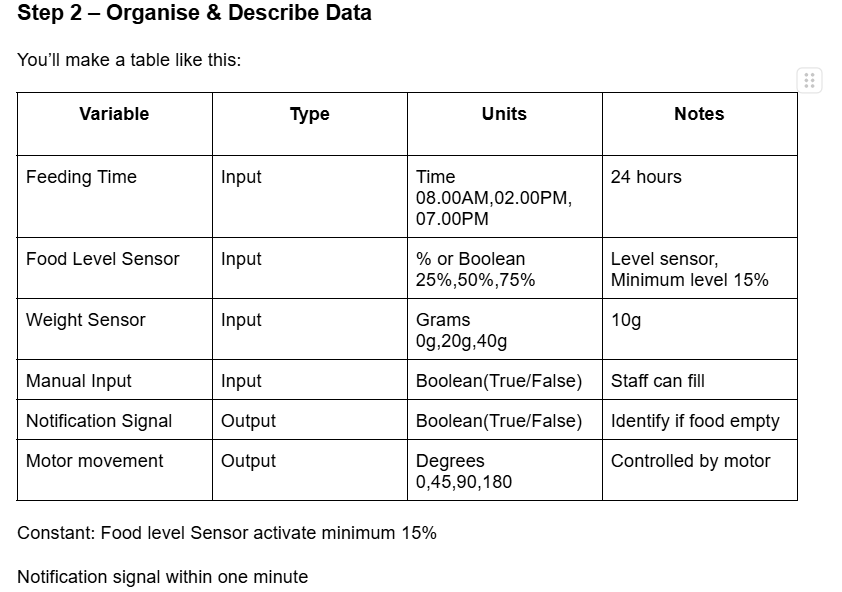 Step 2 – Organise & Describe Data
You’ll make a table like this:
Variable Type Units Notes
Feeding Time Input Time 24 hours
08.00AM,02.00PM,
07.00PM
Food Level Sensor Input % or Boolean Level sensor,
25%,50%,75% Minimum level 15%
Weight Sensor Input Grams 10g
0g,20g,40g
Manual Input Input Boolean(True/False) Staff can fill
Notification Signal Output Boolean(True/False) Identify if food empty
Motor movement Output Degrees Controlled by motor
0,45,90,180
Constant: Food level Sensor activate minimum 15%
Notification signal within one minute